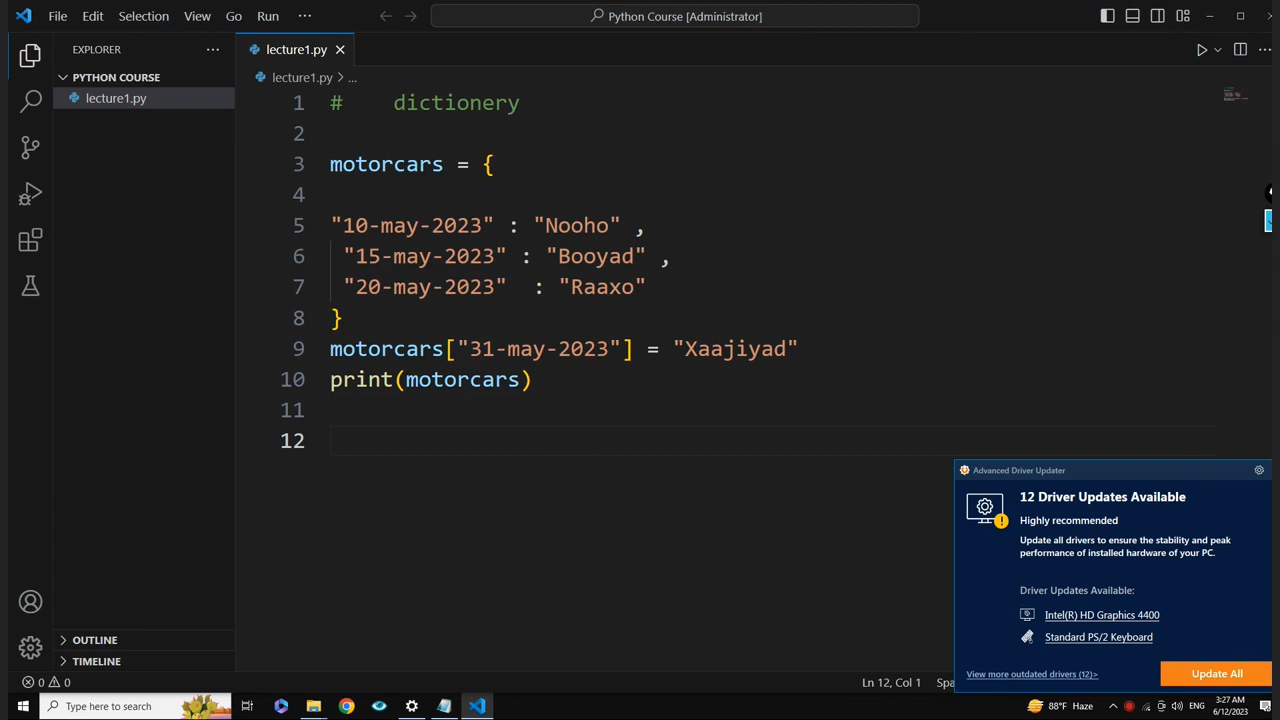 File Edit Selection View Go Run ··· Python Course [Administrator]
EXPLORER ···
lecture1.py
PYTHON COURSE
lecture1.py
lecture1.py > ...
1 # dictionery
2
3 motorcars = {
4
5 "10-may-2023" : "Nooho" ,
6 "15-may-2023" : "Booyad" ,
7 "20-may-2023" : "Raaxo"
8 }
9 motorcars["31-may-2023"] = "Xaajiyad"
10 print(motorcars)
11
12
OUTLINE
TIMELINE
Advanced Driver Updater
12 Driver Updates Available
Highly recommended
Update all drivers to ensure the stability and peak
performance of installed hardware of your PC.
Driver Updates Available:
Intel(R) HD Graphics 4400
Standard PS/2 Keyboard
View more outdated drivers (12)>
Update All
0 0
Ln 12, Col 1 Spa
Type here to search
88°F Haze
ENG
3:27 AM
6/12/2023